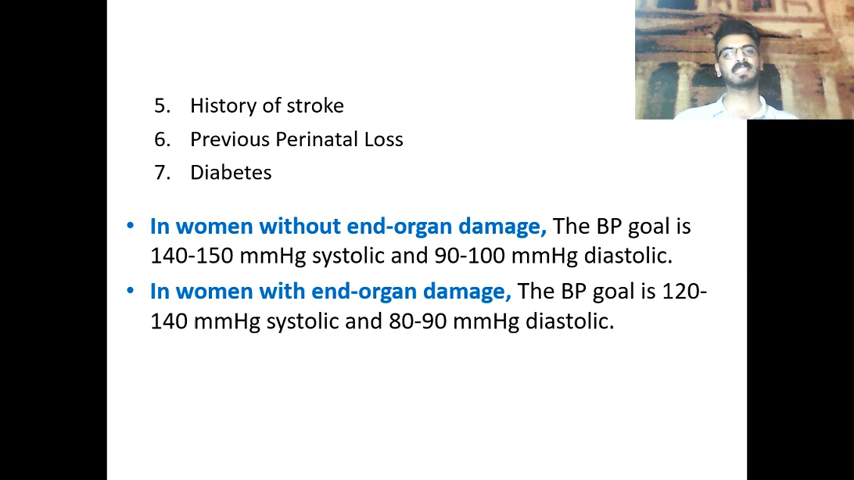 5. History of stroke
6. Previous Perinatal Loss
7. Diabetes
• In women without end-organ damage, The BP goal is
140-150 mmHg systolic and 90-100 mmHg diastolic.
• In women with end-organ damage, The BP goal is 120-
140 mmHg systolic and 80-90 mmHg diastolic.